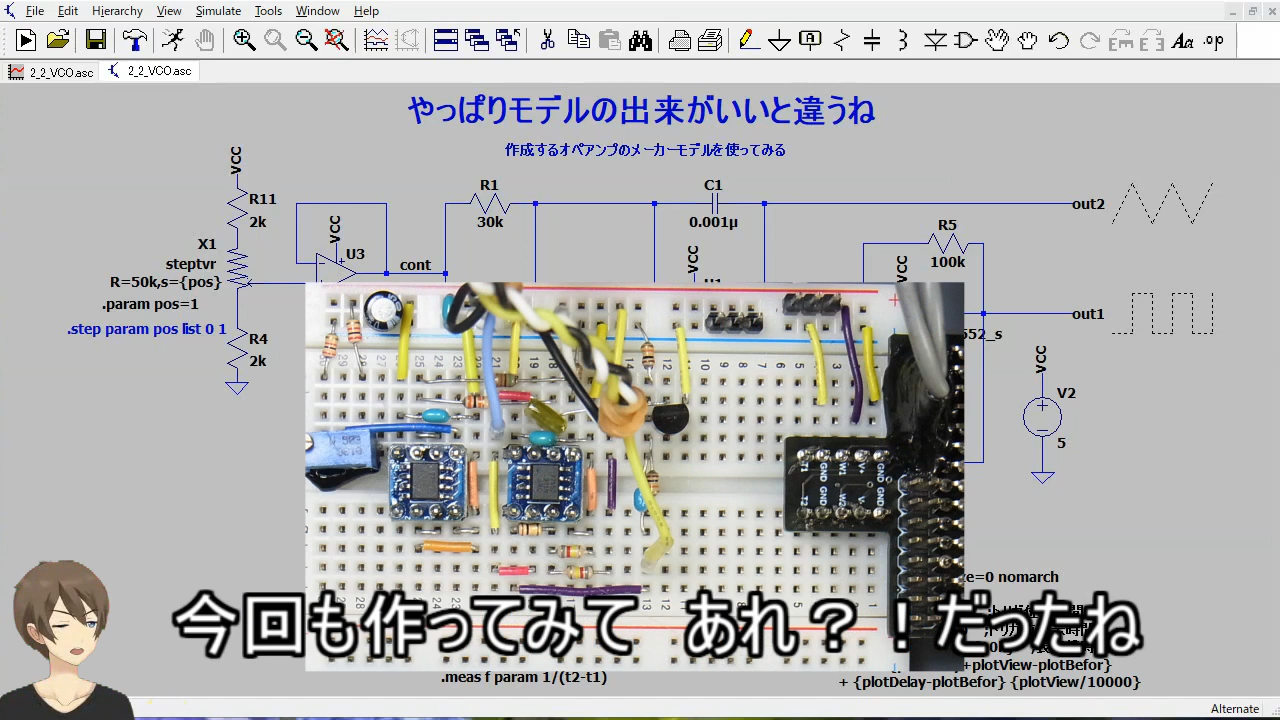 File Edit Hierarchy View Simulate Tools Window Help
2_2_VCO.asc 2_2_VCO.asc
やっぱりモデルの出来がいいと違うね
作成するオペアンプのメーカーモデルを使ってみる
VCC
R11
2k
X1
steptvr
R=50k,s={pos}
.param pos=1
.step param pos list 0 1
R4
2k
VCC
U3
cont
R1
30k
C1
0.001µ
VCC
U1
out2
R5
100k
VCC
out1
552_s
VCC
V2
5
e=0 nomarch
今回も作ってみて あれ？！だったね
+plotView-plotBefor}
.meas f param 1/(t2-t1)
+ {plotDelay-plotBefor} {plotView/10000}
Alternate